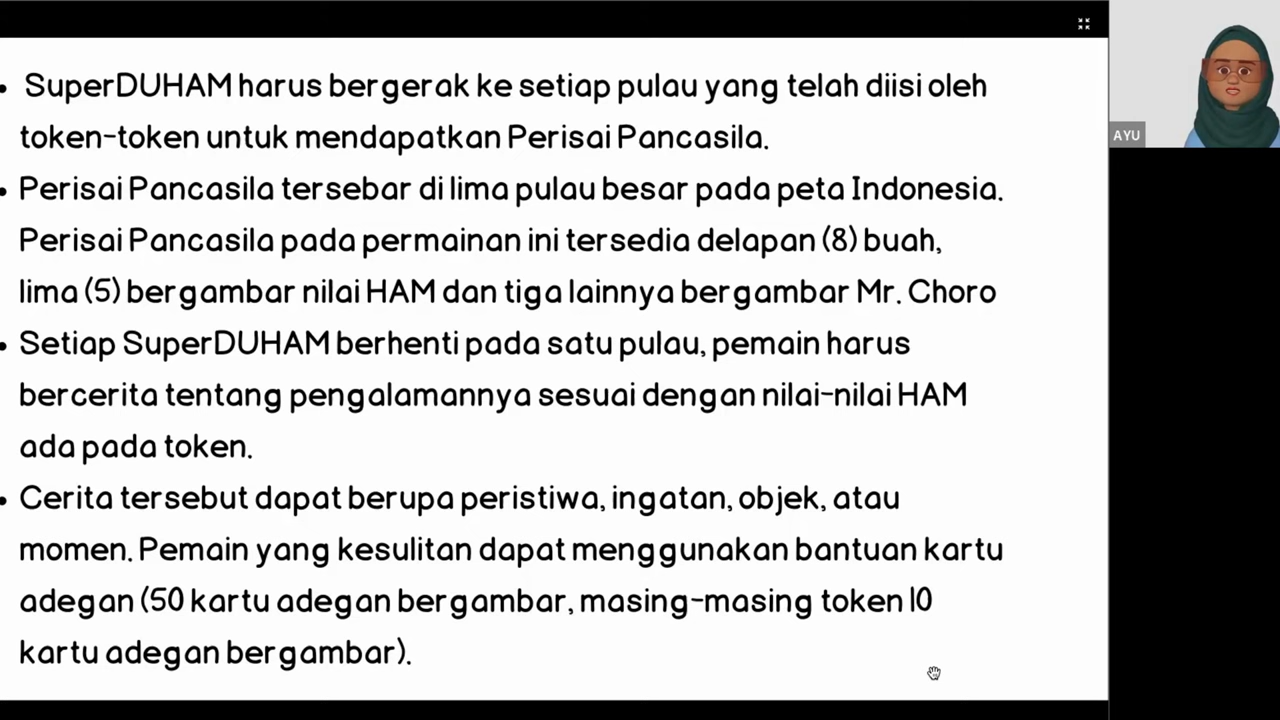 • SuperDUHAM harus bergerak ke setiap pulau yang telah diisi oleh
token-token untuk mendapatkan Perisai Pancasila.
• Perisai Pancasila tersebar di lima pulau besar pada peta Indonesia.
Perisai Pancasila pada permainan ini tersedia delapan (8) buah,
lima (5) bergambar nilai HAM dan tiga lainnya bergambar Mr. Choro
• Setiap SuperDUHAM berhenti pada satu pulau, pemain harus
bercerita tentang pengalamannya sesuai dengan nilai-nilai HAM
ada pada token.
• Cerita tersebut dapat berupa peristiwa, ingatan, objek, atau
momen. Pemain yang kesulitan dapat menggunakan bantuan kartu
adegan (50 kartu adegan bergambar, masing-masing token 10
kartu adegan bergambar).
AYU